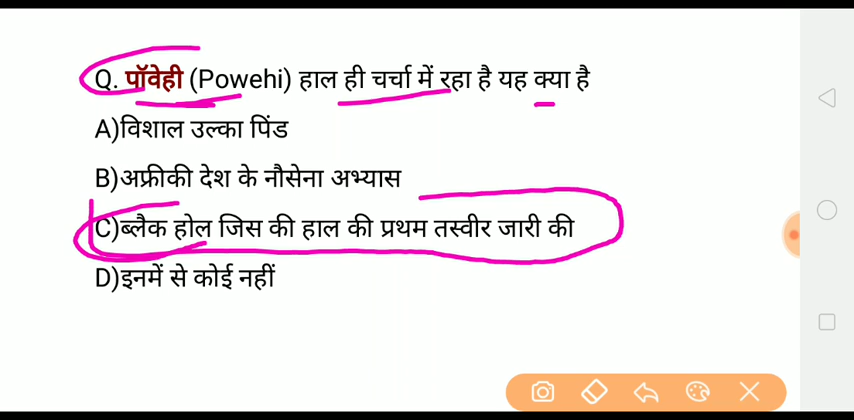 Q. पॉवेही (Powehi) हाल ही चर्चा में रहा है यह क्या है
A)विशाल उल्का पिंड
B)अफ्रीकी देश के नौसेना अभ्यास
C)ब्लैक होल जिस की हाल की प्रथम तस्वीर जारी की
D)इनमें से कोई नहीं